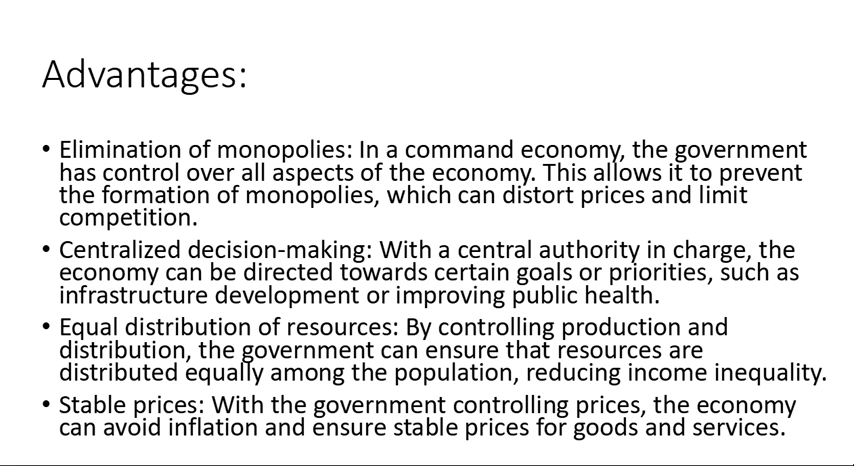 Advantages:
• Elimination of monopolies: In a command economy, the government
has control over all aspects of the economy. This allows it to prevent
the formation of monopolies, which can distort prices and limit
competition.
• Centralized decision-making: With a central authority in charge, the
economy can be directed towards certain goals or priorities, such as
infrastructure development or improving public health.
• Equal distribution of resources: By controlling production and
distribution, the government can ensure that resources are
distributed equally among the population, reducing income inequality.
• Stable prices: With the government controlling prices, the economy
can avoid inflation and ensure stable prices for goods and services.